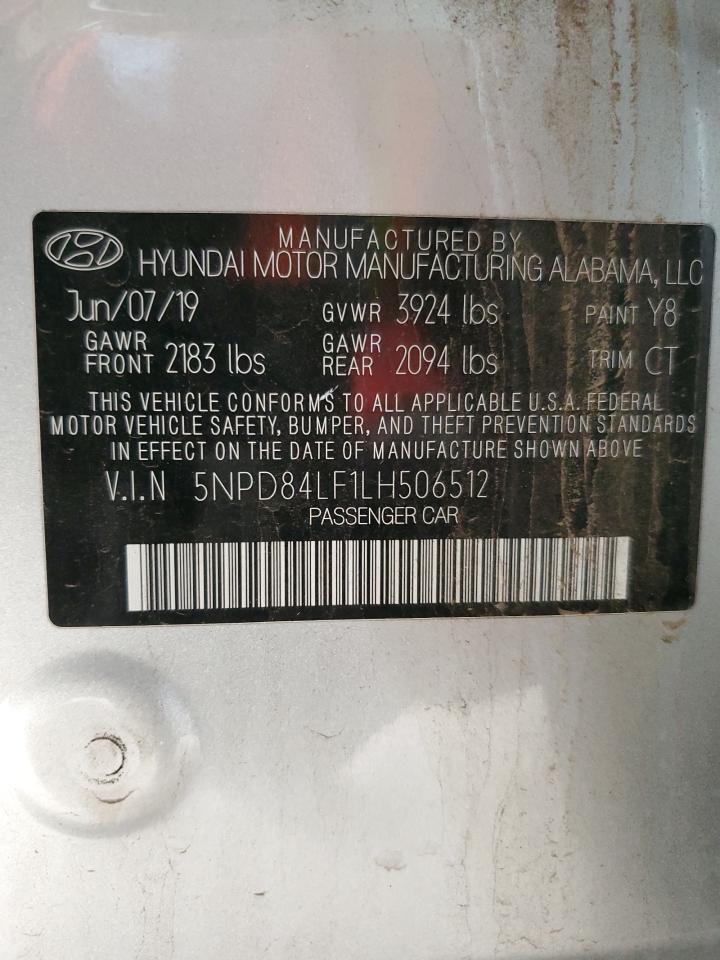 MANUFACTURED BY
HYUNDAI MOTOR MANUFACTURING ALABAMA, LLC
Jun/07/19 GVWR 3924 lbs PAINT Y8
GAWR FRONT 2183 lbs GAWR REAR 2094 lbs TRIM CT
THIS VEHICLE CONFORMS TO ALL APPLICABLE U.S.A. FEDERAL
MOTOR VEHICLE SAFETY, BUMPER, AND THEFT PREVENTION STANDARDS
IN EFFECT ON THE DATE OF MANUFACTURE SHOWN ABOVE
V.I.N 5NPD84LF1LH506512
PASSENGER CAR